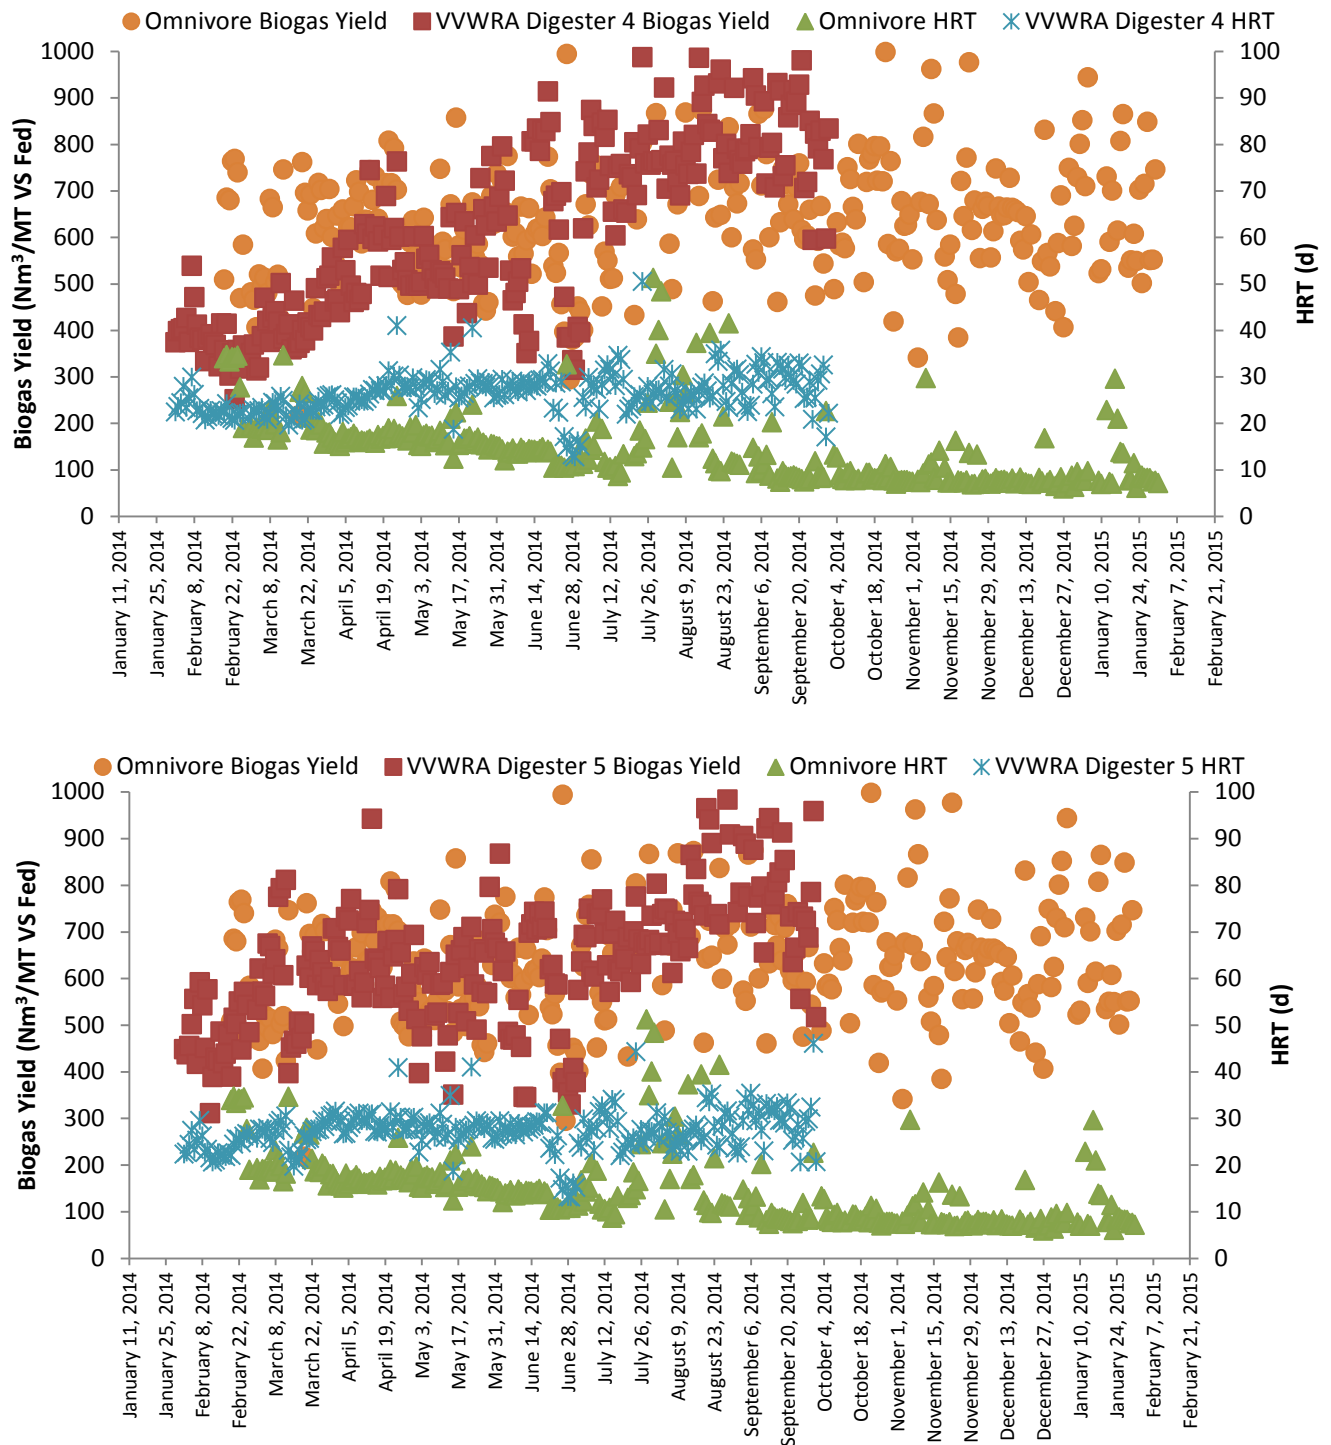 Omnivore Biogas Yield VVWRA Digester 4 Biogas Yield Omnivore HRT VVWRA Digester 4 HRT
Biogas Yield (Nm³/MT VS Fed)
1000
900
800
700
600
500
400
300
200
100
0
100
90
80
70
60
50
40
30
20
10
0
HRT (d)
January 11, 2014
January 25, 2014
February 8, 2014
February 22, 2014
March 8, 2014
March 22, 2014
April 5, 2014
April 19, 2014
May 3, 2014
May 17, 2014
May 31, 2014
June 14, 2014
June 28, 2014
July 12, 2014
July 26, 2014
August 9, 2014
August 23, 2014
September 6, 2014
September 20, 2014
October 4, 2014
October 18, 2014
November 1, 2014
November 15, 2014
November 29, 2014
December 13, 2014
December 27, 2014
January 10, 2015
January 24, 2015
February 7, 2015
February 21, 2015
Omnivore Biogas Yield VVWRA Digester 5 Biogas Yield Omnivore HRT VVWRA Digester 5 HRT
Biogas Yield (Nm³/MT VS Fed)
1000
900
800
700
600
500
400
300
200
100
0
100
90
80
70
60
50
40
30
20
10
0
HRT (d)
January 11, 2014
January 25, 2014
February 8, 2014
February 22, 2014
March 8, 2014
March 22, 2014
April 5, 2014
April 19, 2014
May 3, 2014
May 17, 2014
May 31, 2014
June 14, 2014
June 28, 2014
July 12, 2014
July 26, 2014
August 9, 2014
August 23, 2014
September 6, 2014
September 20, 2014
October 4, 2014
October 18, 2014
November 1, 2014
November 15, 2014
November 29, 2014
December 13, 2014
December 27, 2014
January 10, 2015
January 24, 2015
February 7, 2015
February 21, 2015